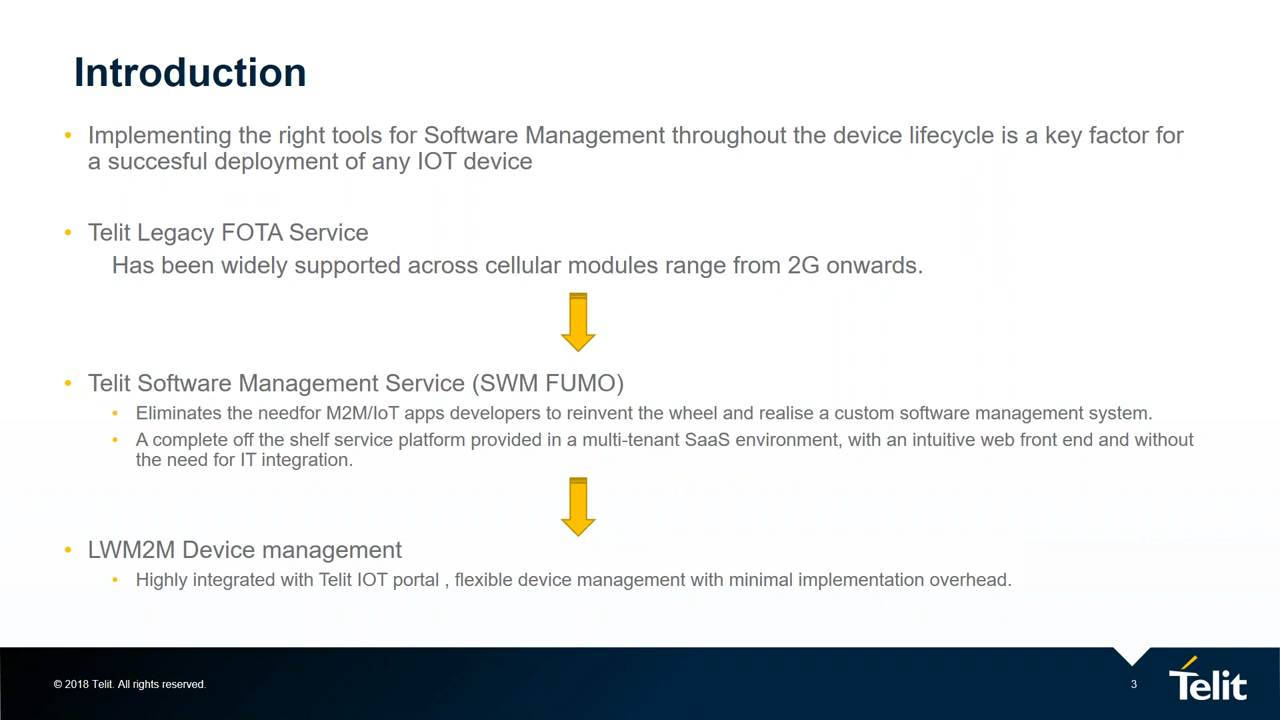 Introduction
• Implementing the right tools for Software Management throughout the device lifecycle is a key factor for
a succesful deployment of any IOT device
• Telit Legacy FOTA Service
Has been widely supported across cellular modules range from 2G onwards.
• Telit Software Management Service (SWM FUMO)
• Eliminates the needfor M2M/IoT apps developers to reinvent the wheel and realise a custom software management system.
• A complete off the shelf service platform provided in a multi-tenant SaaS environment, with an intuitive web front end and without
the need for IT integration.
• LWM2M Device management
• Highly integrated with Telit IOT portal , flexible device management with minimal implementation overhead.
© 2018 Telit. All rights reserved.
3
Telit